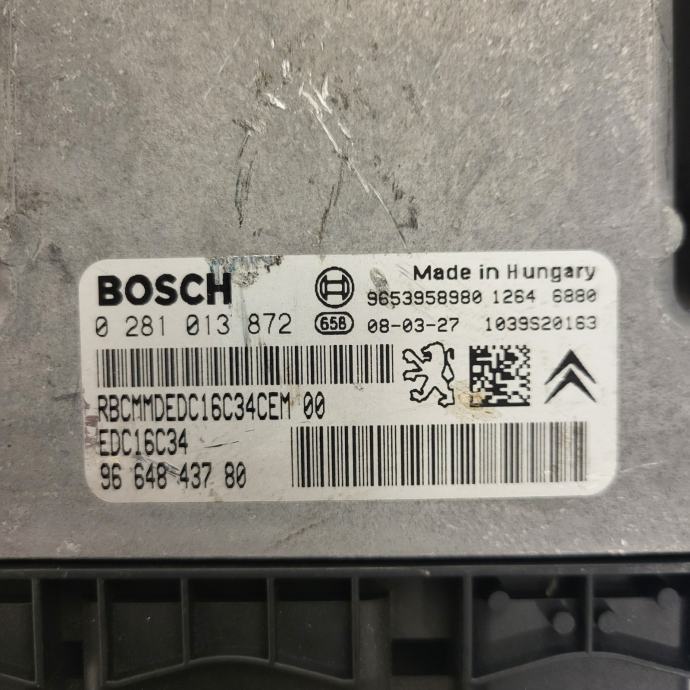 BOSCH
Made in Hungary
9653958980 1264 6880
0 281 013 872
658 08-03-27 1039S20163
RBCMMDEDC16C34CEM 00
EDC16C34
96 648 437 80